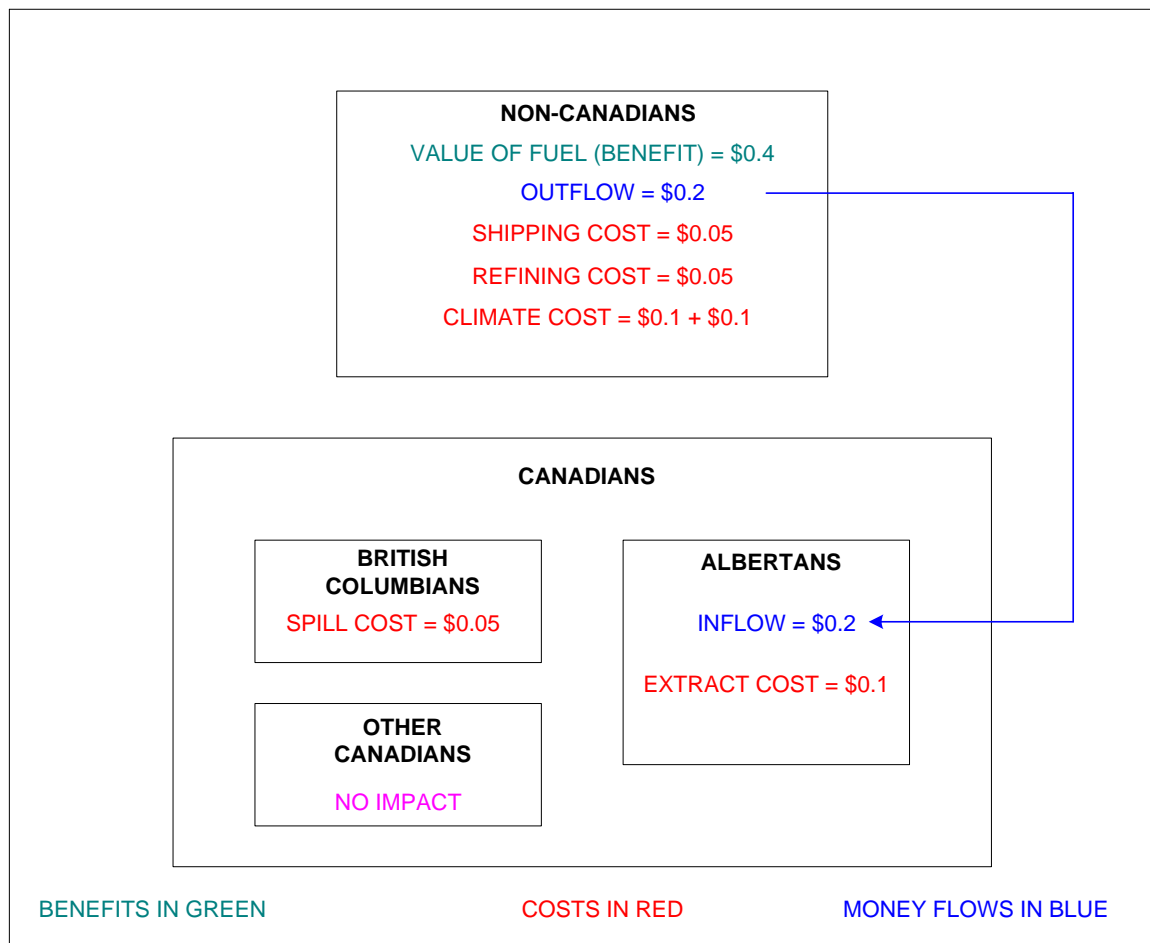 NON-CANADIANS
VALUE OF FUEL (BENEFIT) = $0.4
OUTFLOW = $0.2
SHIPPING COST = $0.05
REFINING COST = $0.05
CLIMATE COST = $0.1 + $0.1
CANADIANS
BRITISH
COLUMBIANS
SPILL COST = $0.05
ALBERTANS
INFLOW = $0.2
EXTRACT COST = $0.1
OTHER
CANADIANS
NO IMPACT
BENEFITS IN GREEN
COSTS IN RED
MONEY FLOWS IN BLUE